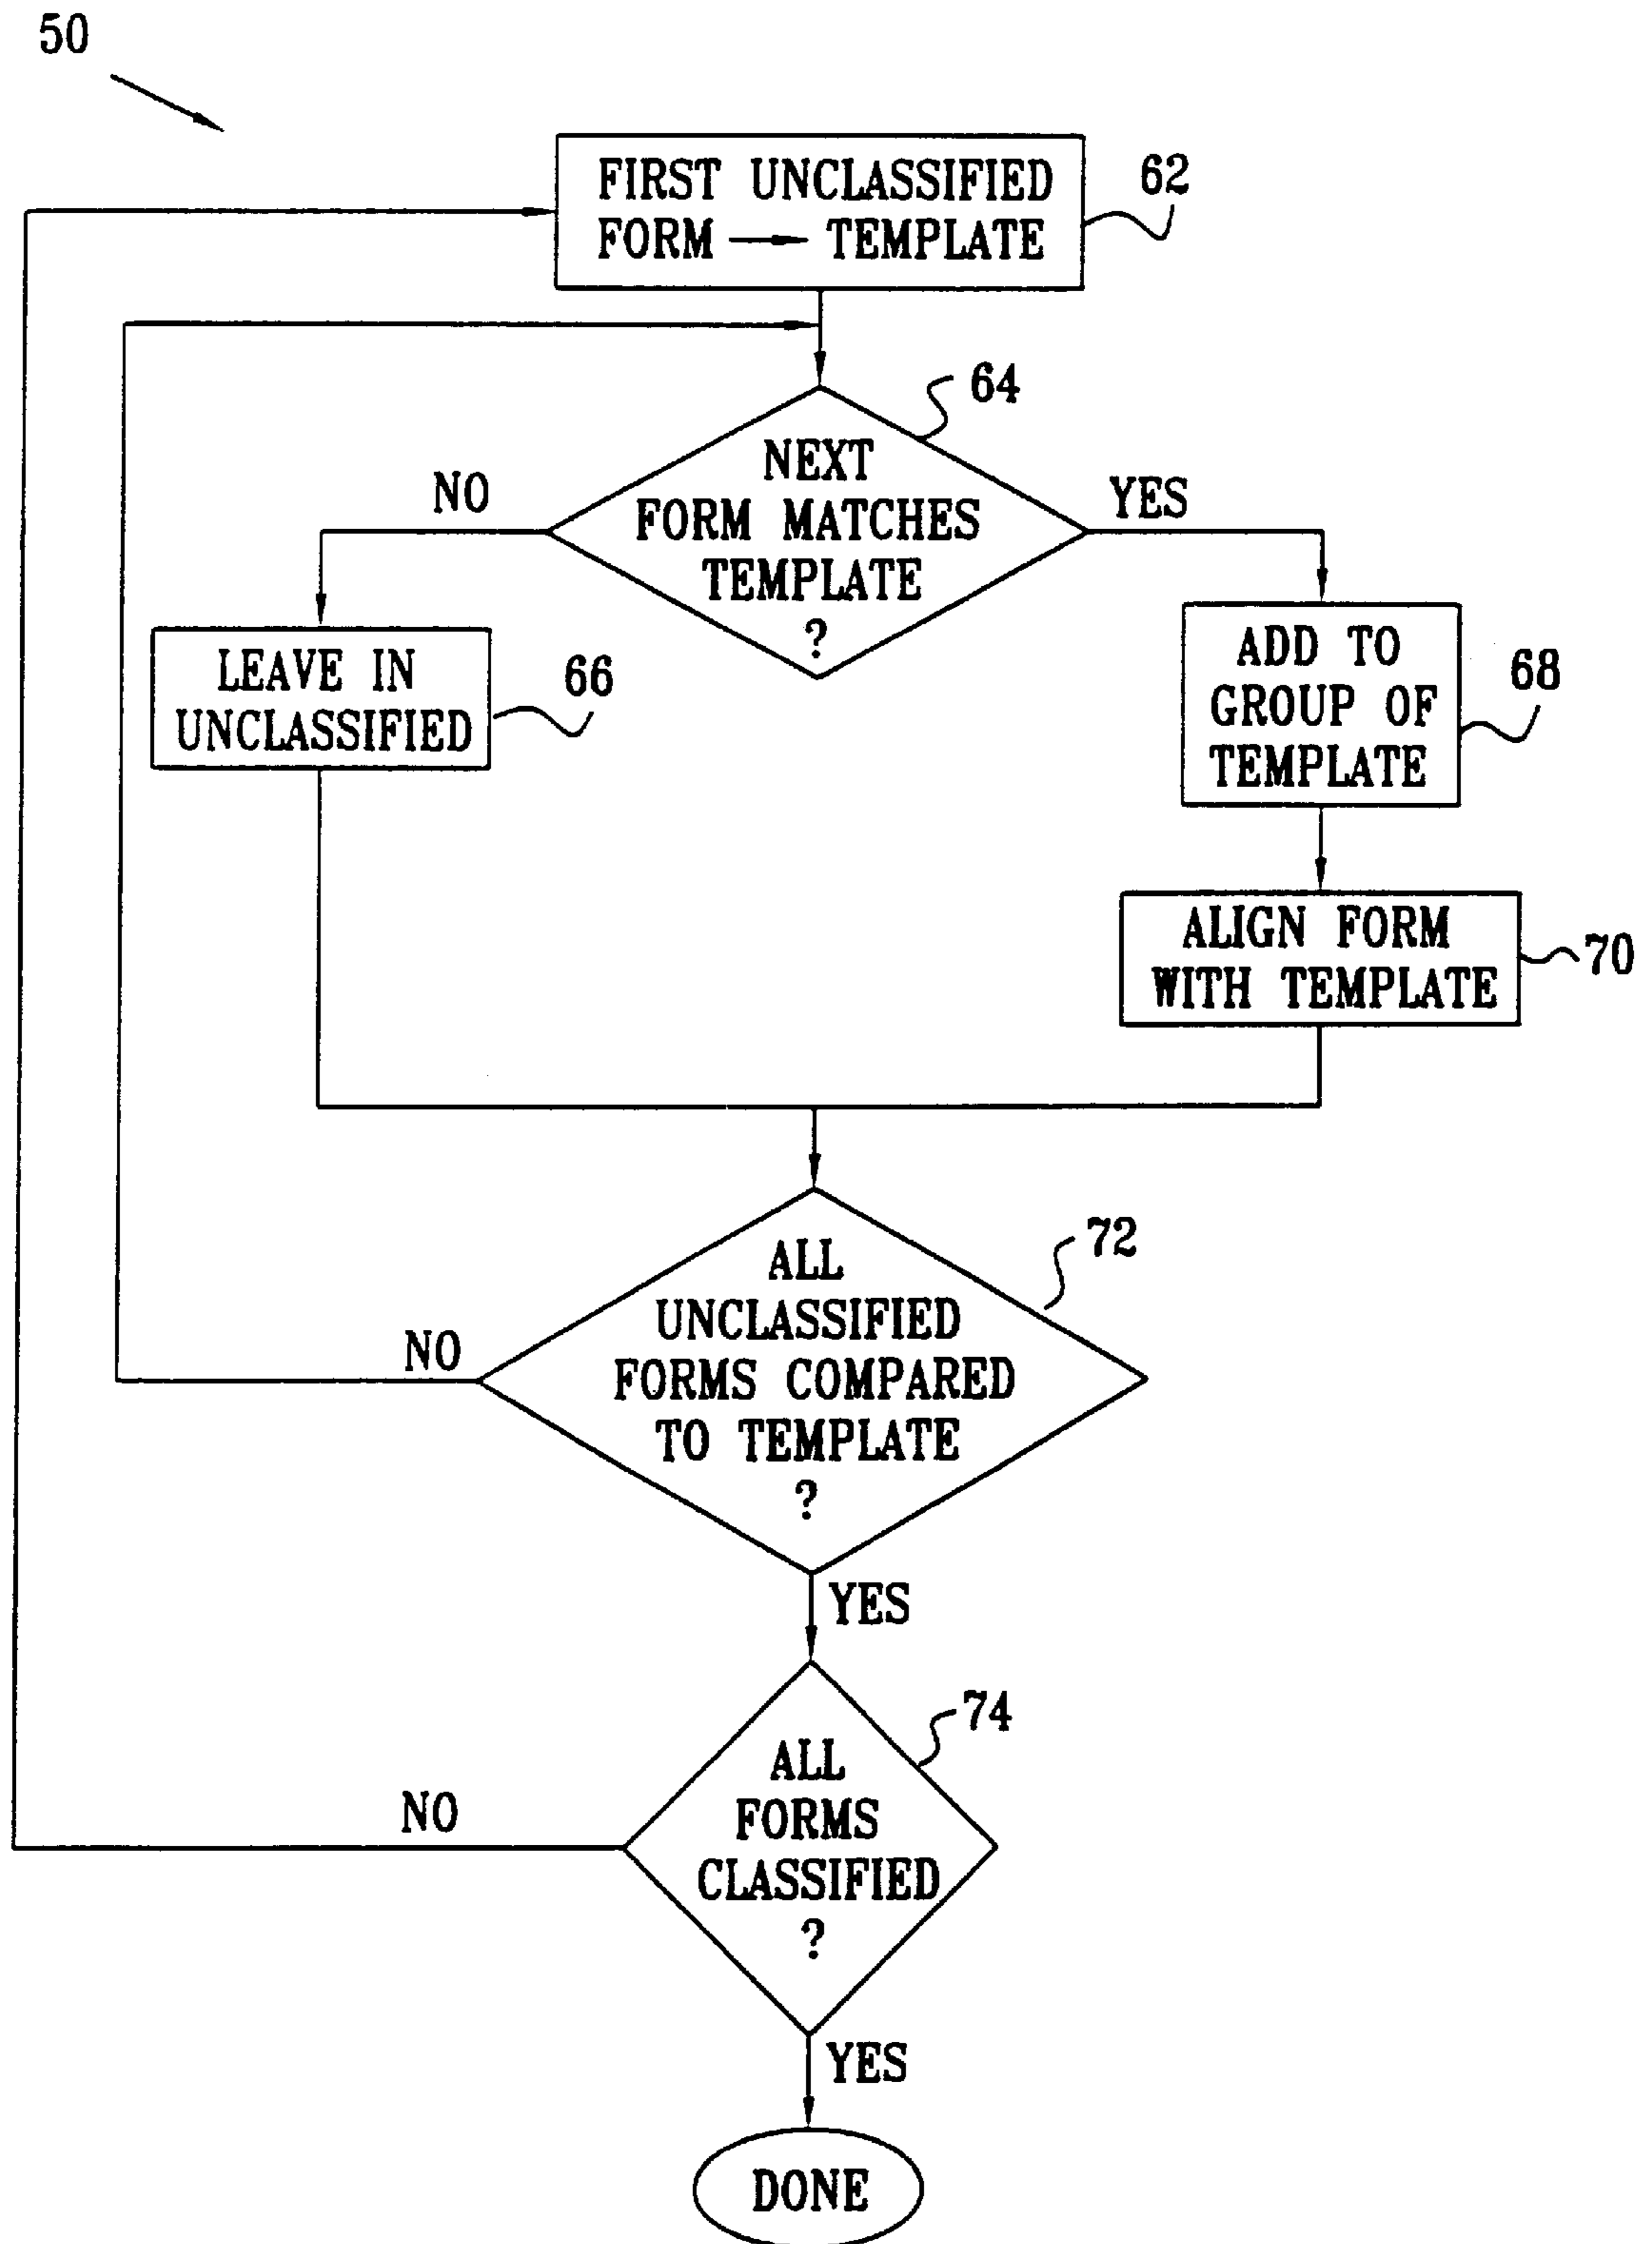 50
FIRST UNCLASSIFIED
FORM → TEMPLATE
62
64
NEXT
FORM MATCHES
TEMPLATE
?
NO
YES
LEAVE IN
UNCLASSIFIED
66
ADD TO
GROUP OF
TEMPLATE
68
ALIGN FORM
WITH TEMPLATE
70
72
ALL
UNCLASSIFIED
FORMS COMPARED
TO TEMPLATE
?
NO
YES
74
ALL
FORMS
CLASSIFIED
?
NO
YES
DONE